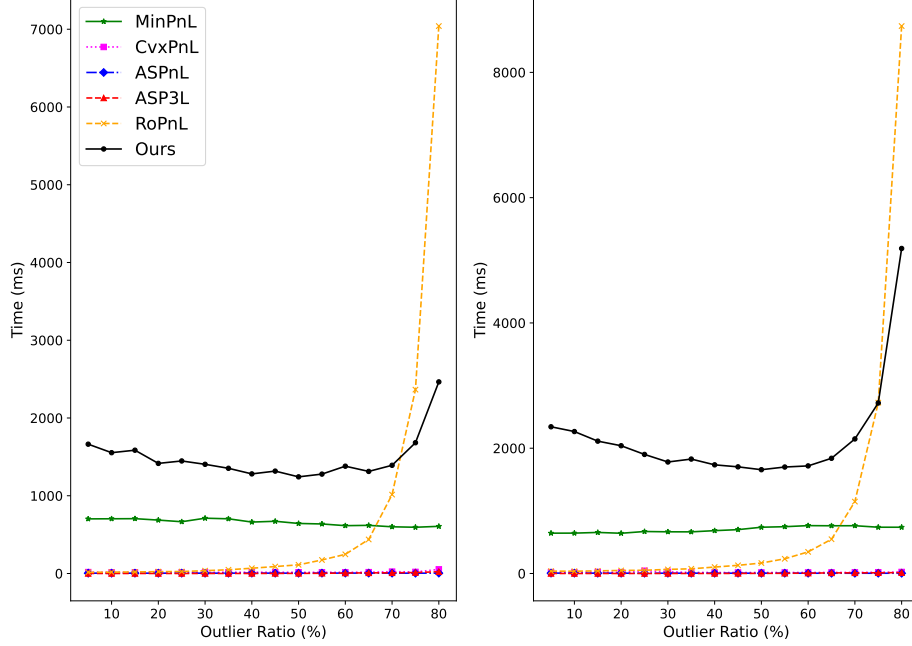 MinPnL
CvxPnL
ASPnL
ASP3L
RoPnL
Ours
7000
6000
5000
4000
3000
2000
1000
0
Time (ms)
10 20 30 40 50 60 70 80
Outlier Ratio (%)
8000
6000
4000
2000
0
Time (ms)
10 20 30 40 50 60 70 80
Outlier Ratio (%)